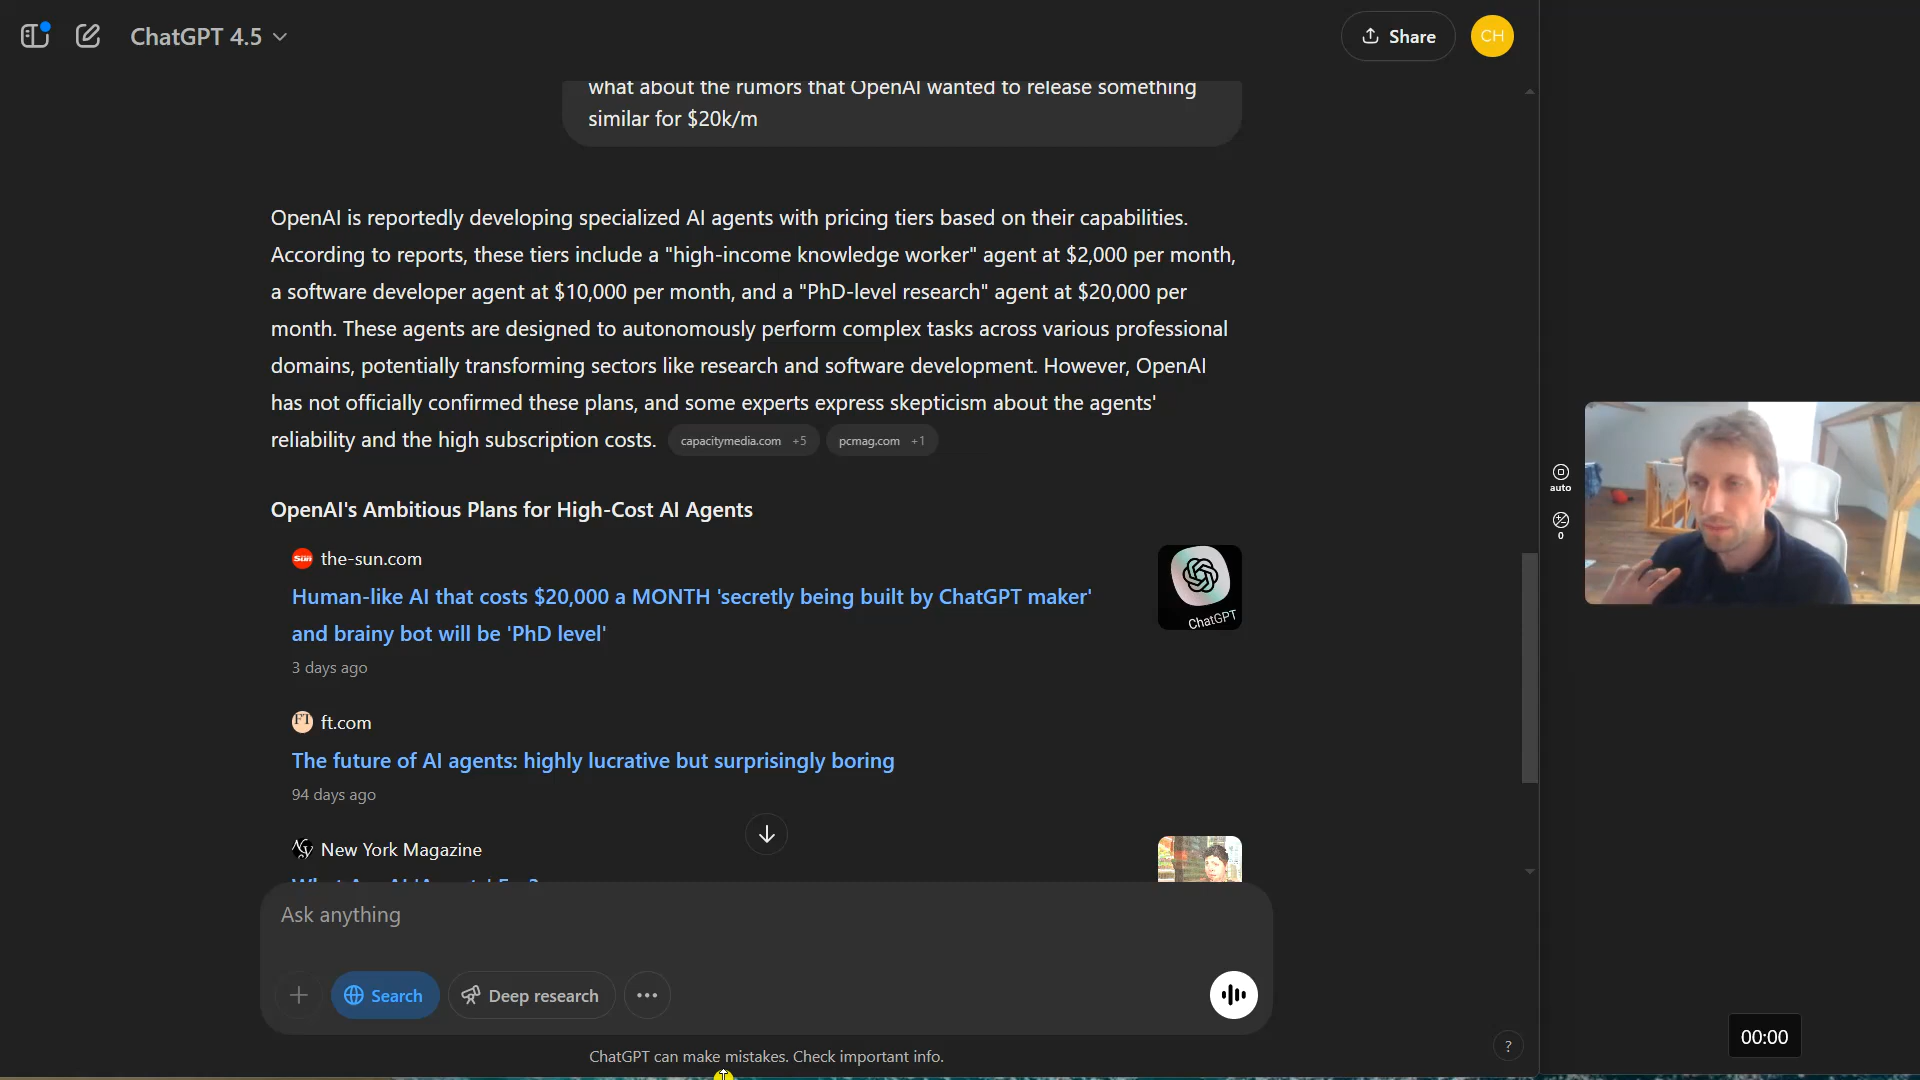 ChatGPT 4.5
Share
CH
what about the rumors that OpenAI wanted to release something
similar for $20k/m
OpenAI is reportedly developing specialized AI agents with pricing tiers based on their capabilities.
According to reports, these tiers include a "high-income knowledge worker" agent at $2,000 per month,
a software developer agent at $10,000 per month, and a "PhD-level research" agent at $20,000 per
month. These agents are designed to autonomously perform complex tasks across various professional
domains, potentially transforming sectors like research and software development. However, OpenAI
has not officially confirmed these plans, and some experts express skepticism about the agents'
reliability and the high subscription costs. capacitymedia.com +5 pcmag.com +1
OpenAI's Ambitious Plans for High-Cost AI Agents
Sun the-sun.com
Human-like AI that costs $20,000 a MONTH 'secretly being built by ChatGPT maker'
and brainy bot will be 'PhD level'
3 days ago
ChatGPT
FT ft.com
The future of AI agents: highly lucrative but surprisingly boring
94 days ago
NY New York Magazine
Ask anything
Search
Deep research
ChatGPT can make mistakes. Check important info.
?
auto
0
00:00